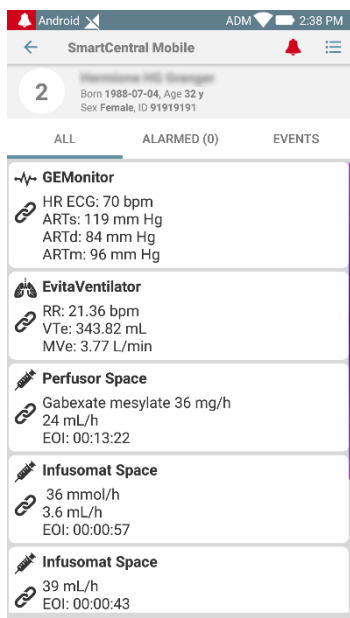 Android
ADM 2:38 PM
SmartCentral Mobile
2
Born 1988-07-04, Age 32 y
Sex Female, ID 91919191
ALL
ALARMED (0)
EVENTS
GEMonitor
HR ECG: 70 bpm
ARTs: 119 mm Hg
ARTd: 84 mm Hg
ARTm: 96 mm Hg
EvitaVentilator
RR: 21.36 bpm
VTe: 343.82 mL
MVe: 3.77 L/min
Perfusor Space
Gabexate mesylate 36 mg/h
24 mL/h
EOI: 00:13:22
Infusomat Space
36 mmol/h
3.6 mL/h
EOI: 00:00:57
Infusomat Space
39 mL/h
EOI: 00:00:43